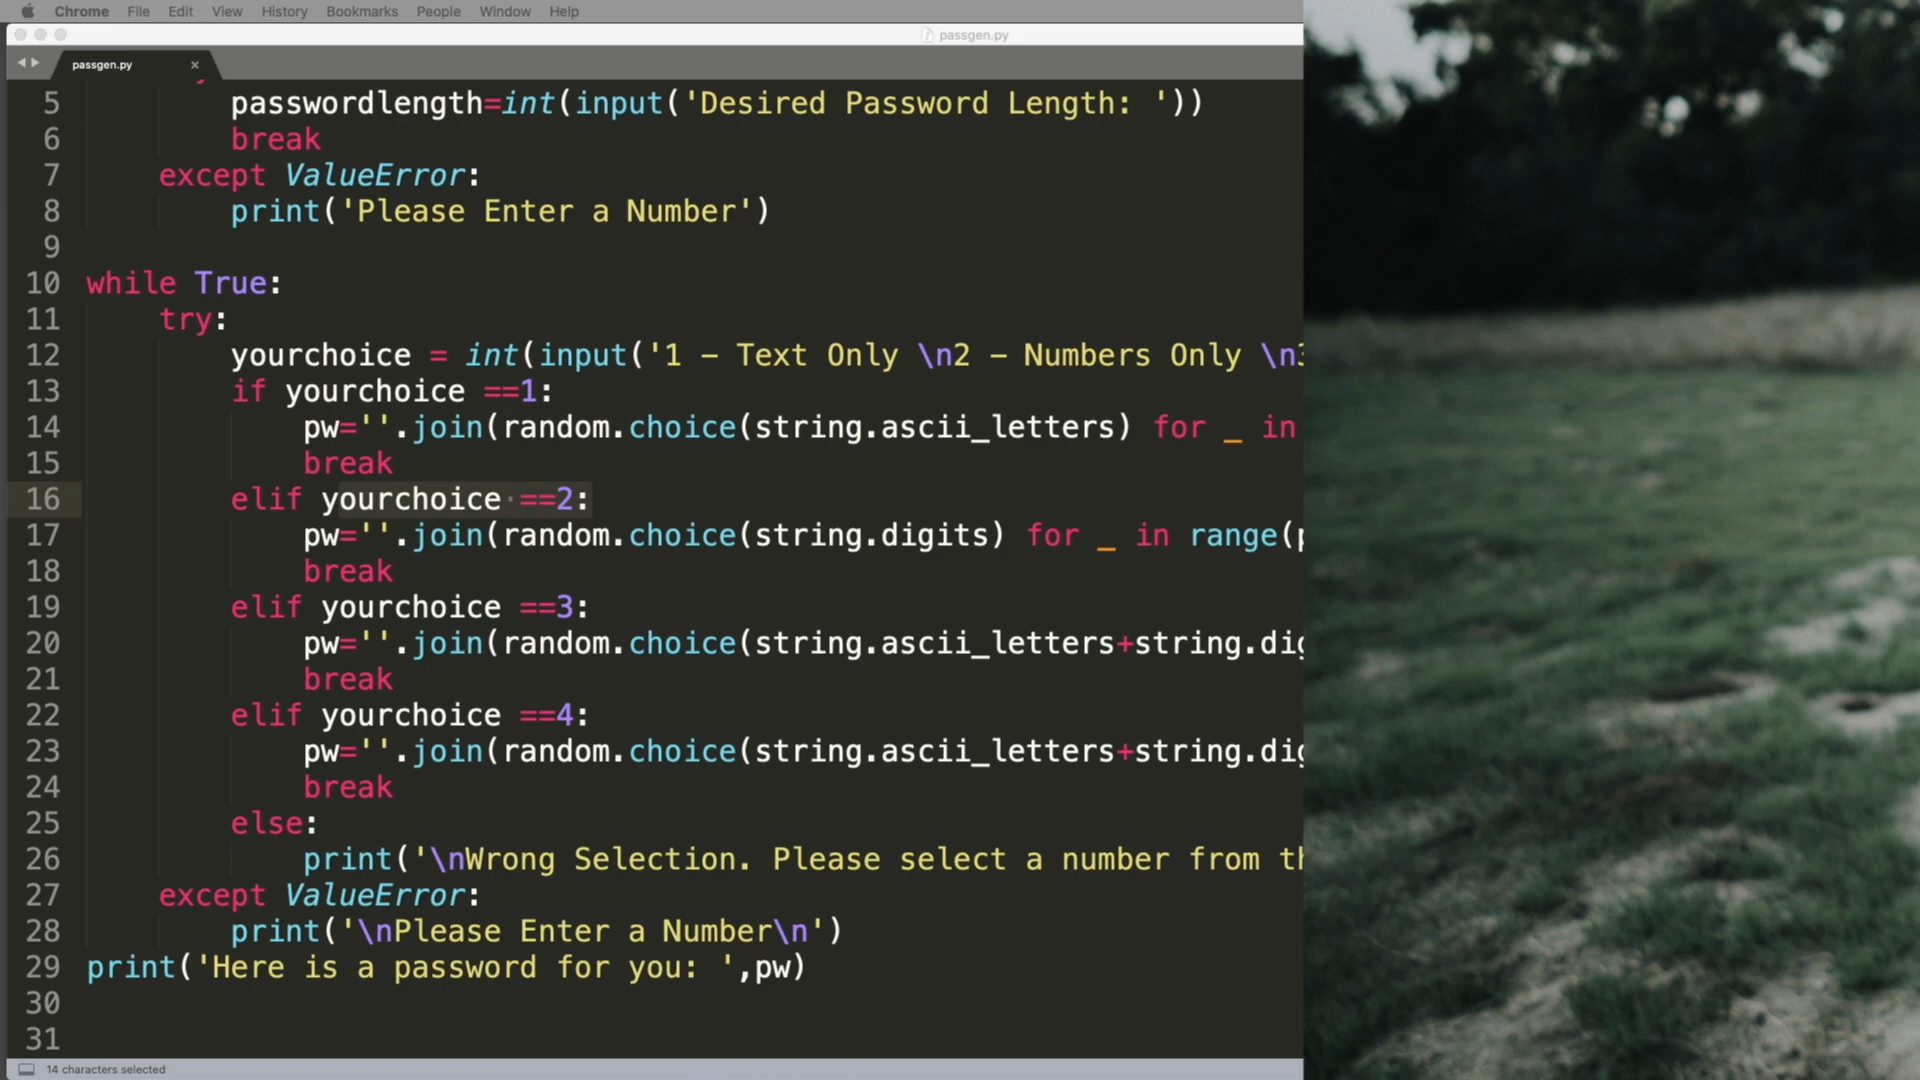 Chrome File Edit View History Bookmarks People Window Help
passgen.py
passgen.py ×
5 passwordlength=int(input('Desired Password Length: '))
6 break
7 except ValueError:
8 print('Please Enter a Number')
9
10 while True:
11 try:
12 yourchoice = int(input('1 – Text Only \n2 – Numbers Only \n3
13 if yourchoice ==1:
14 pw=''.join(random.choice(string.ascii_letters) for _ in
15 break
16 elif yourchoice ==2:
17 pw=''.join(random.choice(string.digits) for _ in range(p
18 break
19 elif yourchoice ==3:
20 pw=''.join(random.choice(string.ascii_letters+string.dig
21 break
22 elif yourchoice ==4:
23 pw=''.join(random.choice(string.ascii_letters+string.dig
24 break
25 else:
26 print('\nWrong Selection. Please select a number from th
27 except ValueError:
28 print('\nPlease Enter a Number\n')
29 print('Here is a password for you: ',pw)
30
31
14 characters selected